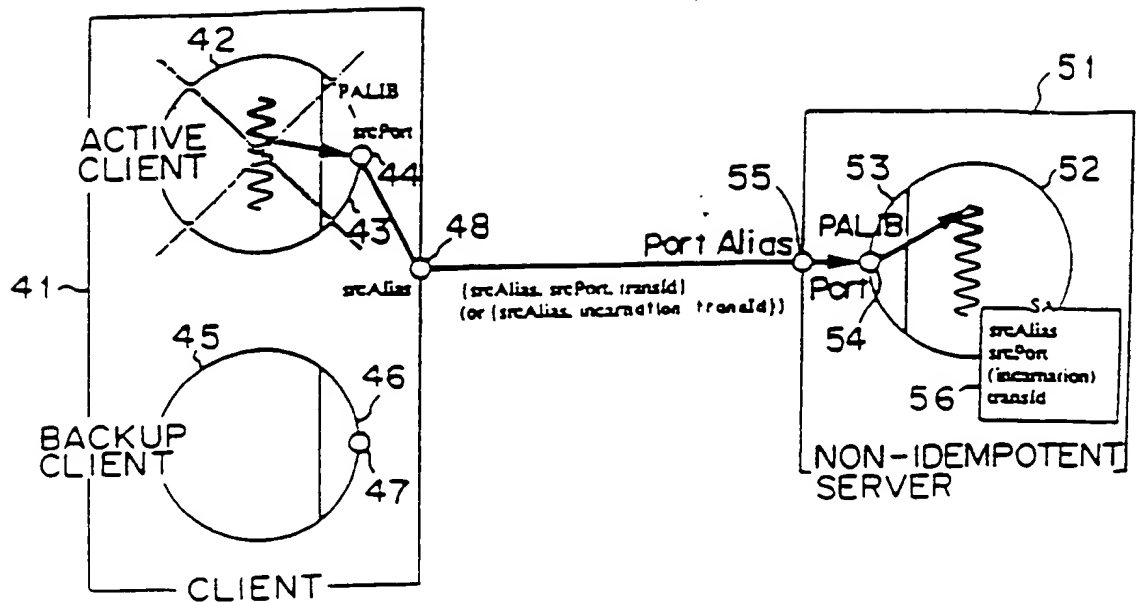 42
PALIB
srcPort
ACTIVE
CLIENT
44
43
48
srcAlias
41
45
46
BACKUP
CLIENT
47
CLIENT
(srcAlias, srcPort, transId)
(or (srcAlias, incarnation transId))
Port Alias
51
55
53
52
PALIB
Port
54
srcAlias
srcPort
(incarnation)
transId
56
NON-IDEMPOTENT
SERVER